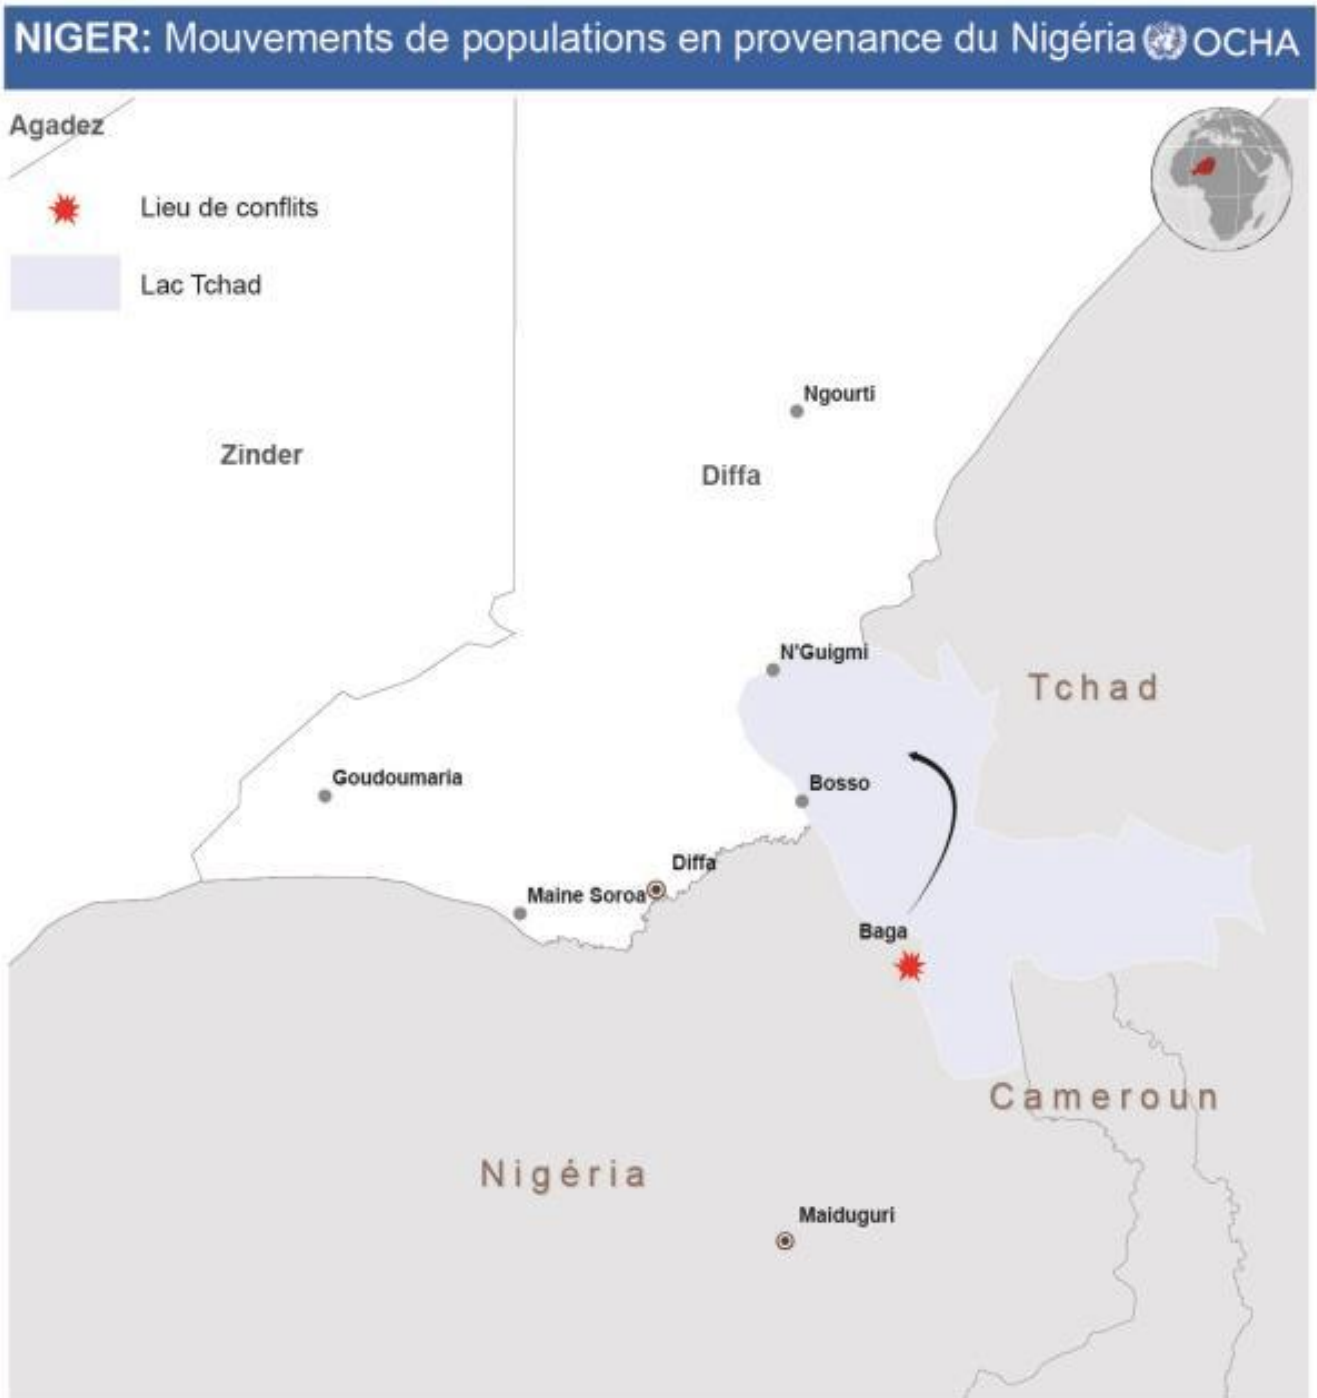 NIGER: Mouvements de populations en provenance du Nigéria OCHA
Agadez
Lieu de conflits
Lac Tchad
Ngourti
Zinder
Diffa
N'Guigmi
Tchad
Goudoumaria
Bosso
Diffa
Maine Soroa
Baga
Cameroun
Nigéria
Maiduguri